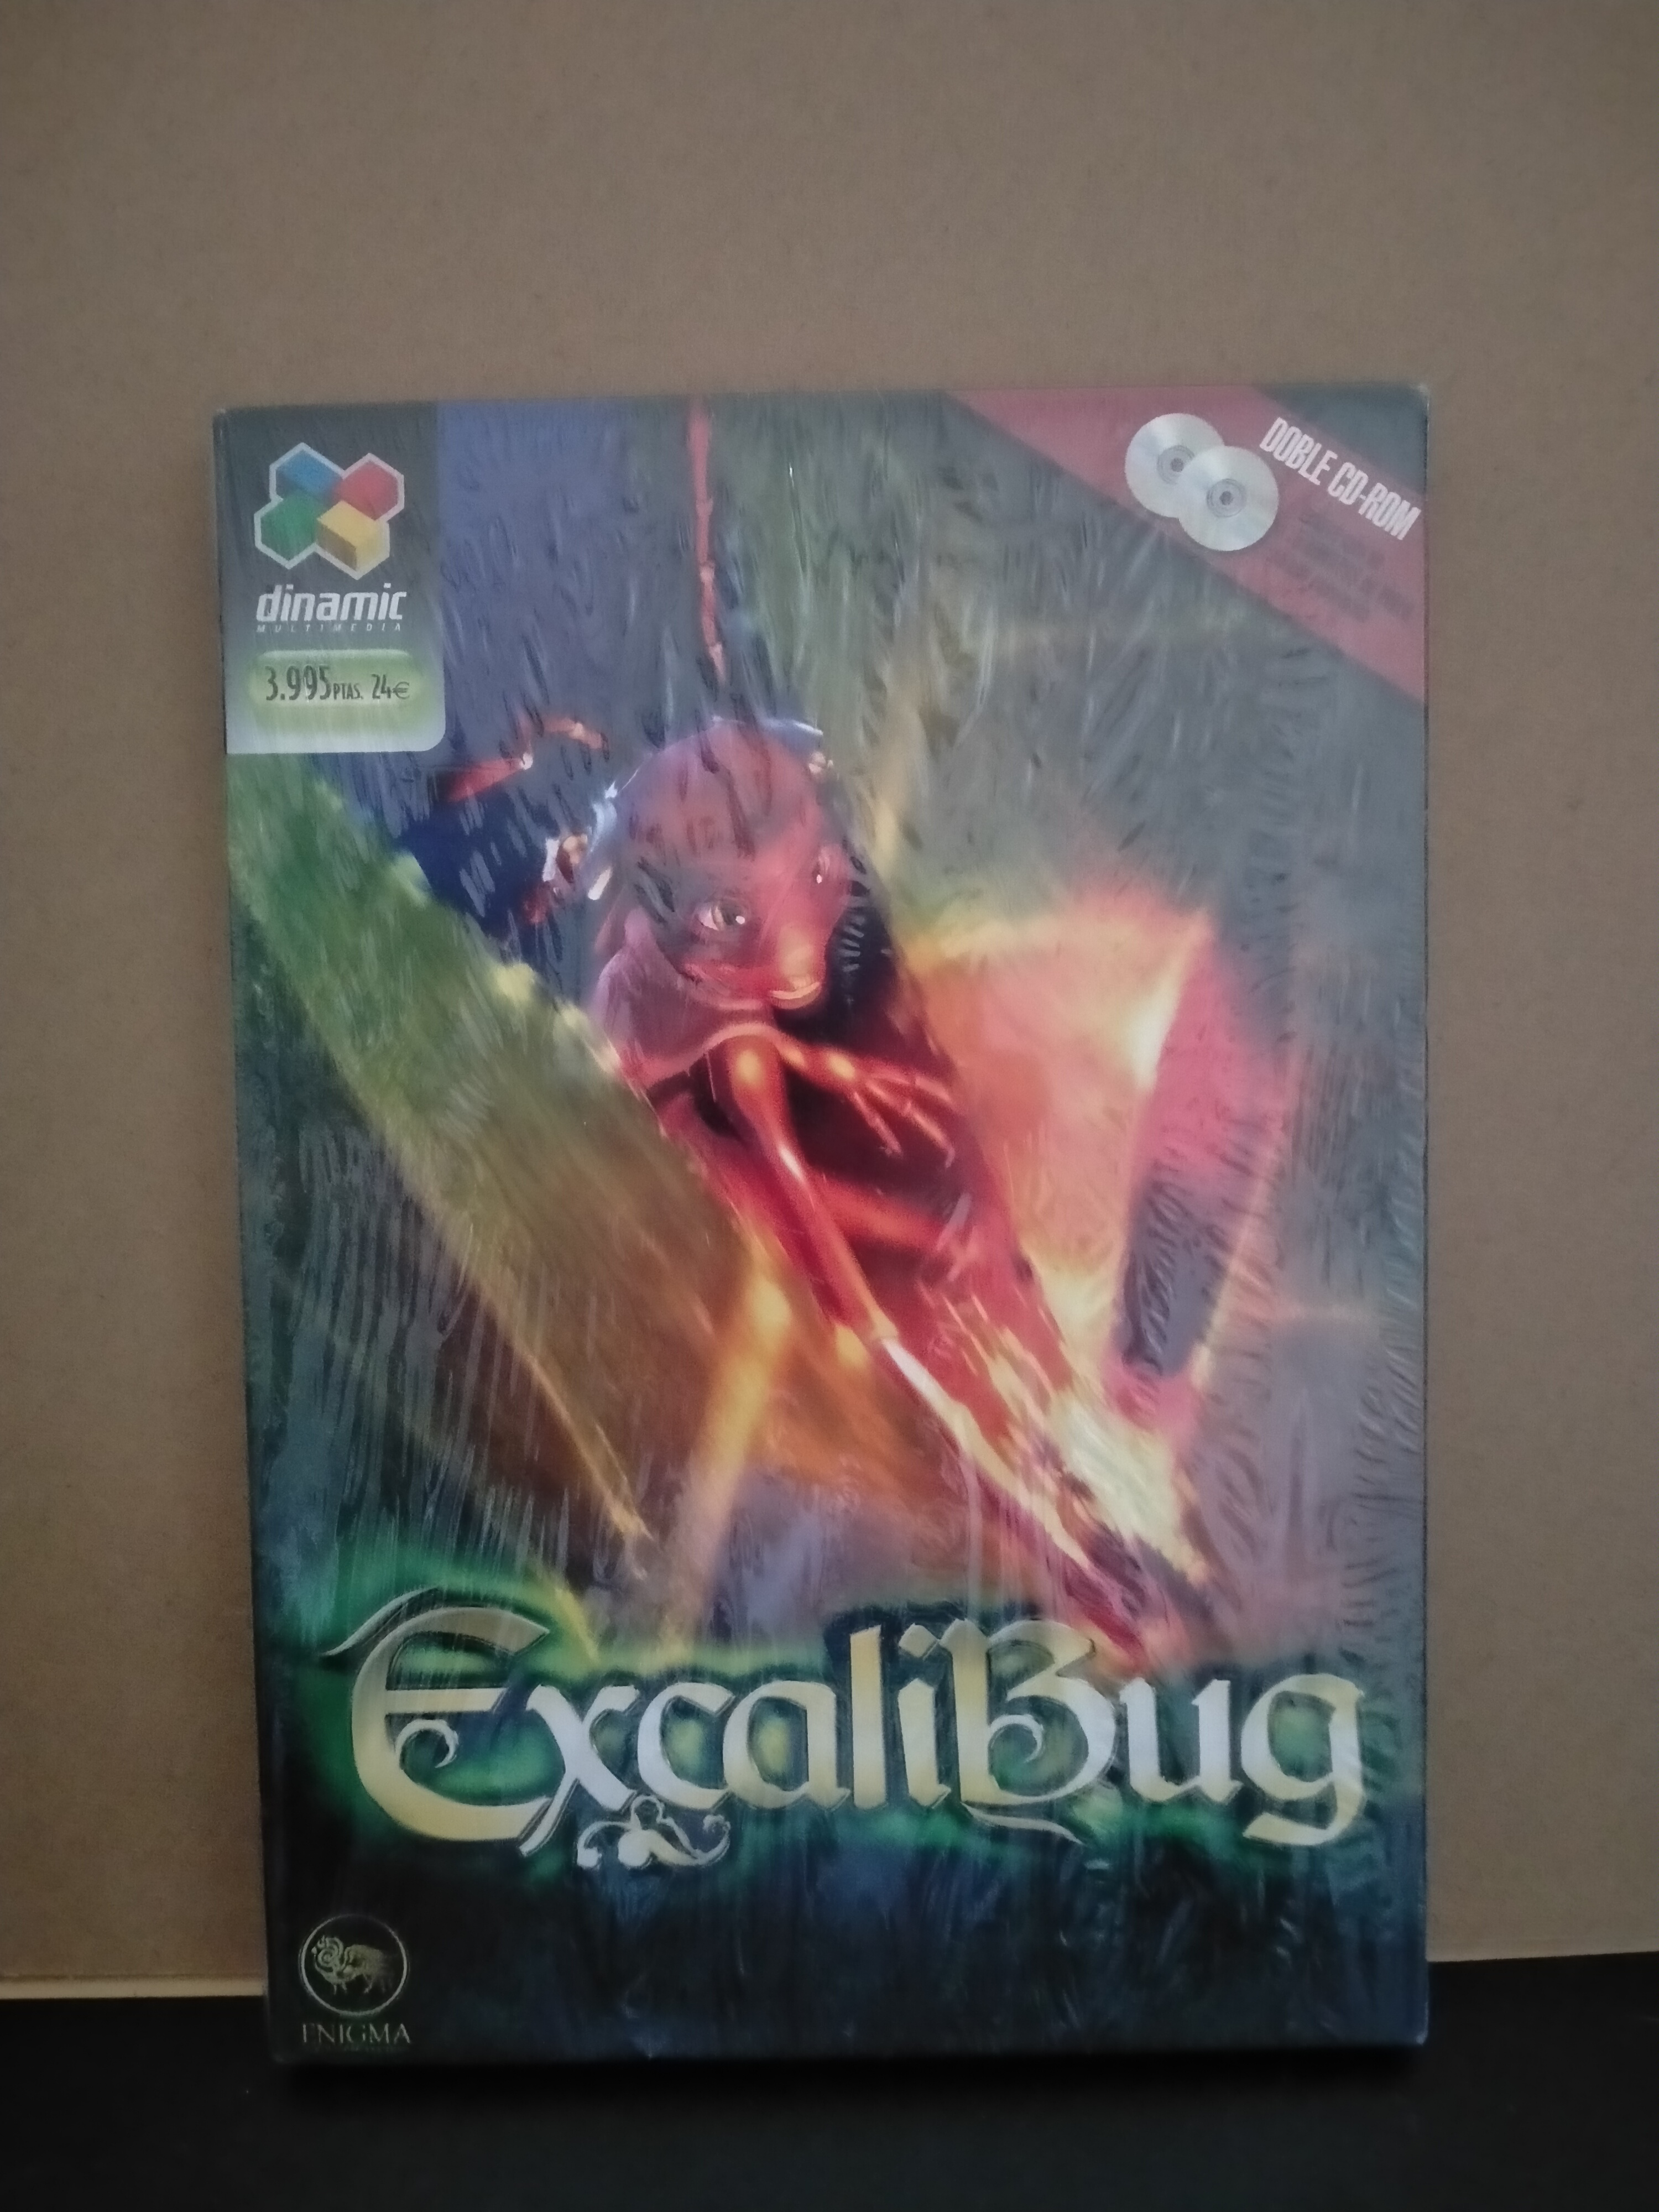 DOBLE CD-ROM
dinamic
MULTIMEDIA
3.995 PTAS. 24€
ExcaliBug
ENIGMA